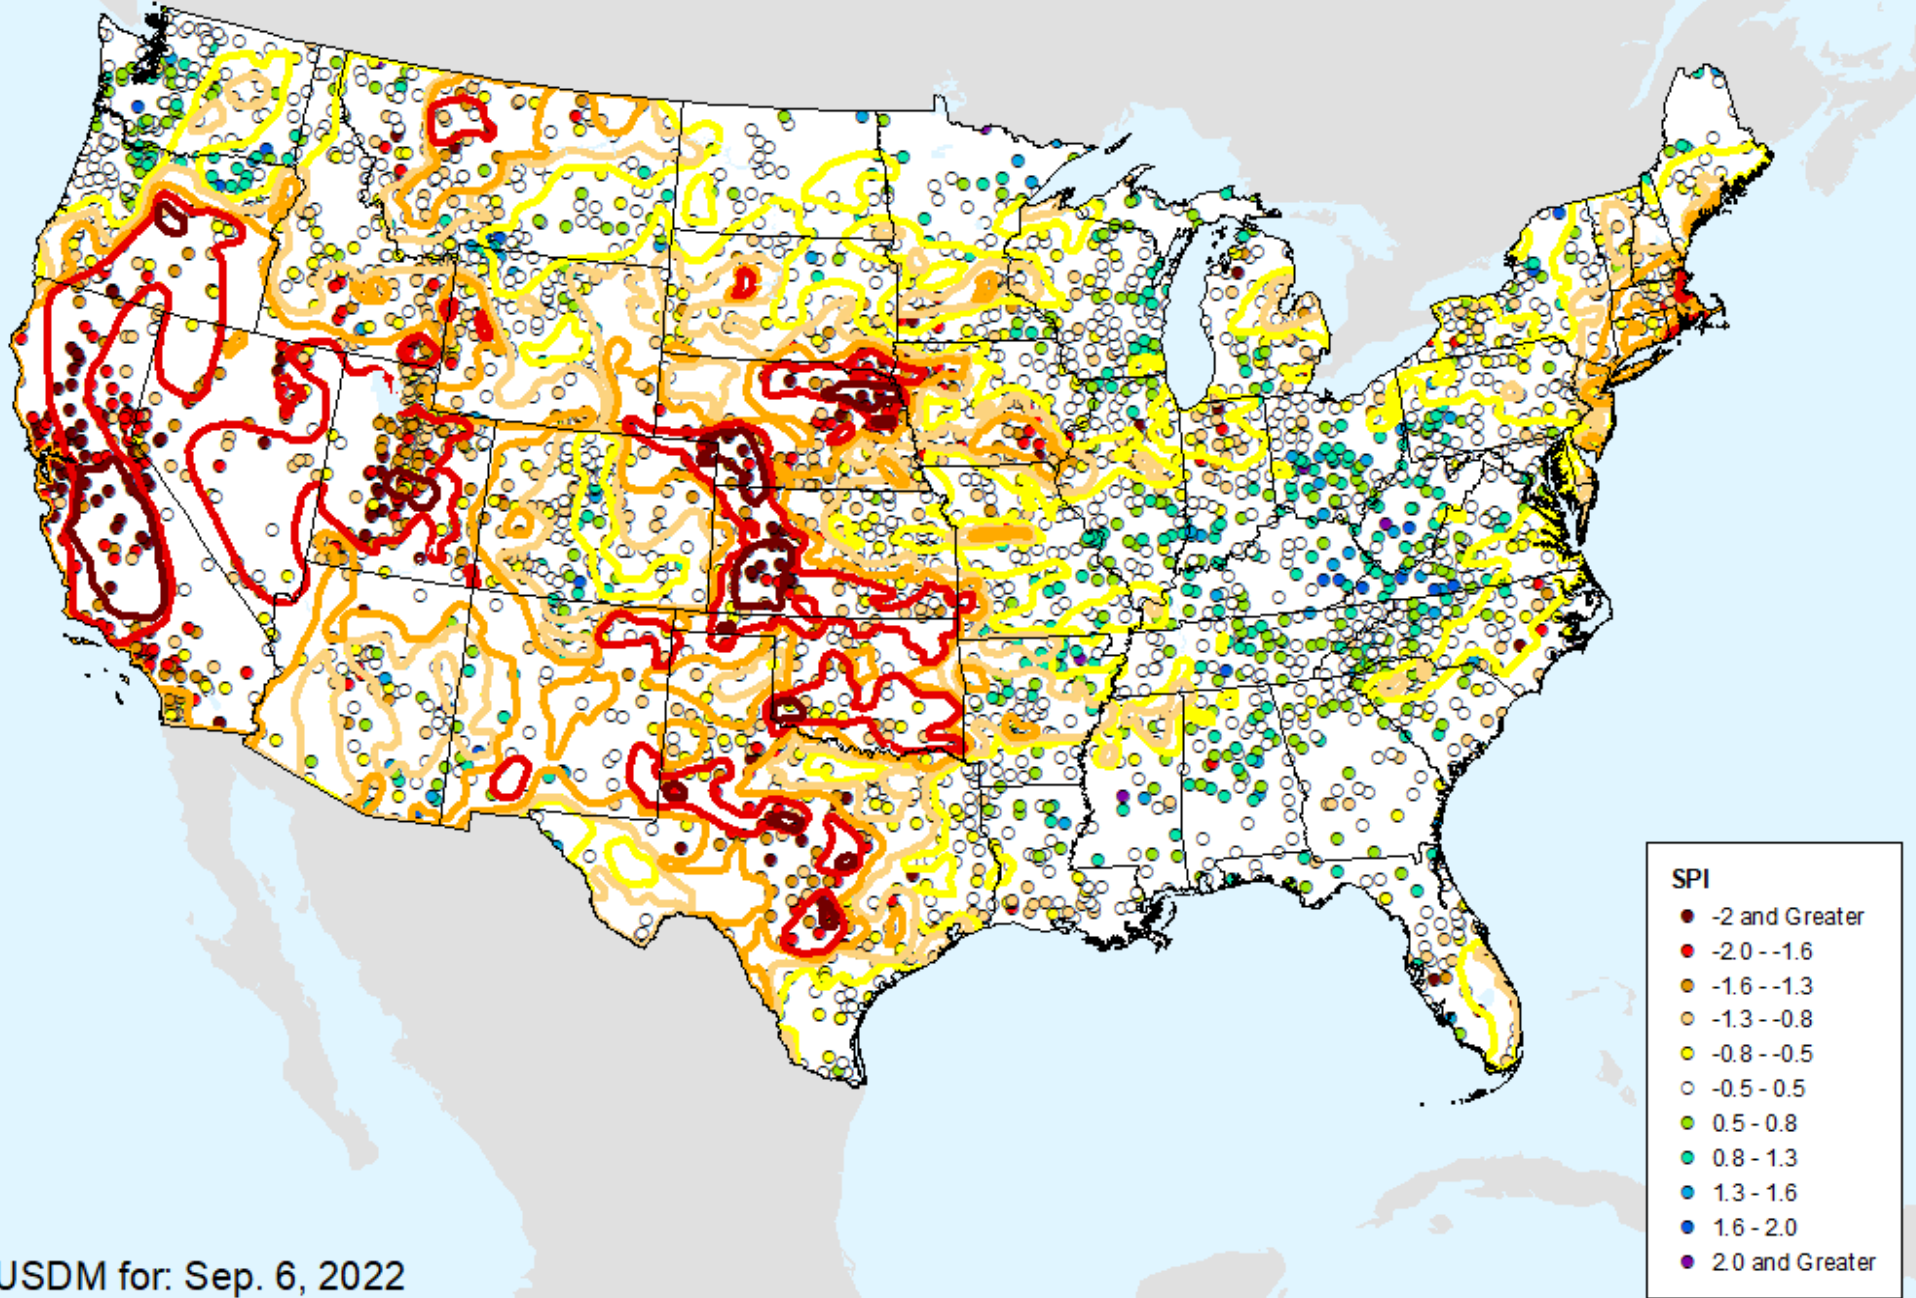 SPI
-2 and Greater
-2.0 - -1.6
-1.6 - -1.3
-1.3 - -0.8
-0.8 - -0.5
-0.5 - 0.5
0.5 - 0.8
0.8 - 1.3
1.3 - 1.6
1.6 - 2.0
2.0 and Greater
USDM for: Sep. 6, 2022